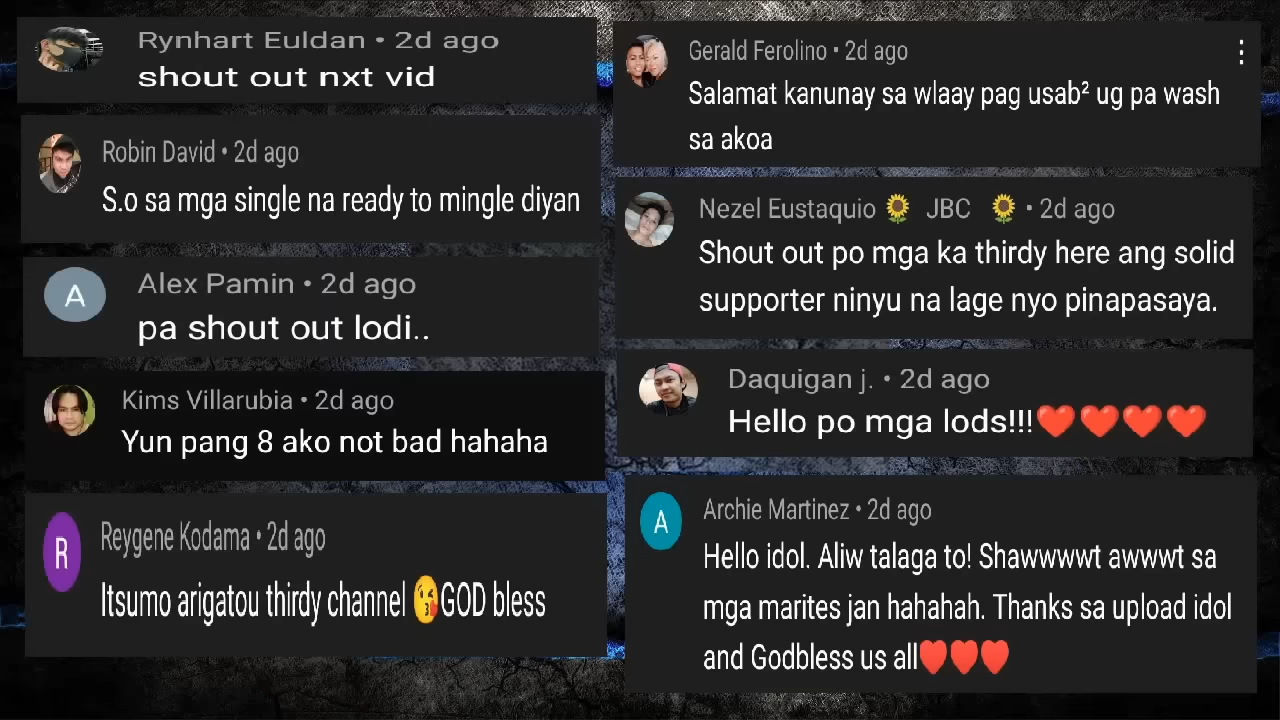 Rynhart Euldan • 2d ago
shout out nxt vid
Robin David • 2d ago
S.o sa mga single na ready to mingle diyan
A
Alex Pamin • 2d ago
pa shout out lodi..
Kims Villarubia • 2d ago
Yun pang 8 ako not bad hahaha
R
Reygene Kodama • 2d ago
Itsumo arigatou thirdy channel 😘GOD bless
Gerald Ferolino • 2d ago
Salamat kanunay sa wlaay pag usab² ug pa wash
sa akoa
Nezel Eustaquio 🌻 JBC 🌻 • 2d ago
Shout out po mga ka thirdy here ang solid
supporter ninyu na lage nyo pinapasaya.
Daquigan j. • 2d ago
Hello po mga lods!!!❤️❤️❤️❤️
A
Archie Martinez • 2d ago
Hello idol. Aliw talaga to! Shawwwwt awwwt sa
mga marites jan hahahah. Thanks sa upload idol
and Godbless us all❤️❤️❤️